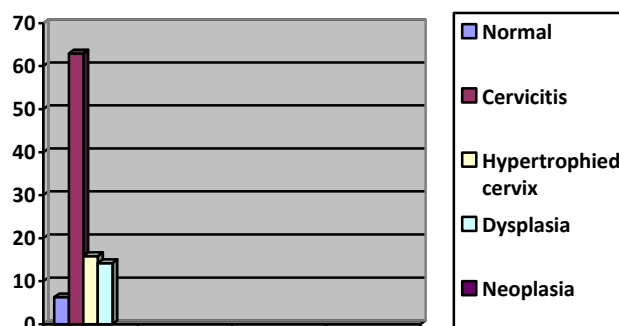 70
60
50
40
30
20
10
0
Normal
Cervicitis
Hypertrophied
cervix
Dysplasia
Neoplasia